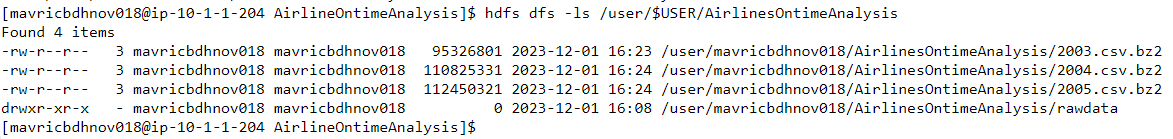 [mavricbdhnov018@ip-10-1-1-204 AirlineOntimeAnalysis]$ hdfs dfs -ls /user/$USER/AirlinesOntimeAnalysis
Found 4 items
-rw-r--r--   3 mavricbdhnov018 mavricbdhnov018   95326801 2023-12-01 16:23 /user/mavricbdhnov018/AirlinesOntimeAnalysis/2003.csv.bz2
-rw-r--r--   3 mavricbdhnov018 mavricbdhnov018  110825331 2023-12-01 16:24 /user/mavricbdhnov018/AirlinesOntimeAnalysis/2004.csv.bz2
-rw-r--r--   3 mavricbdhnov018 mavricbdhnov018  112450321 2023-12-01 16:24 /user/mavricbdhnov018/AirlinesOntimeAnalysis/2005.csv.bz2
drwxr-xr-x   - mavricbdhnov018 mavricbdhnov018          0 2023-12-01 16:08 /user/mavricbdhnov018/AirlinesOntimeAnalysis/rawdata
[mavricbdhnov018@ip-10-1-1-204 AirlineOntimeAnalysis]$